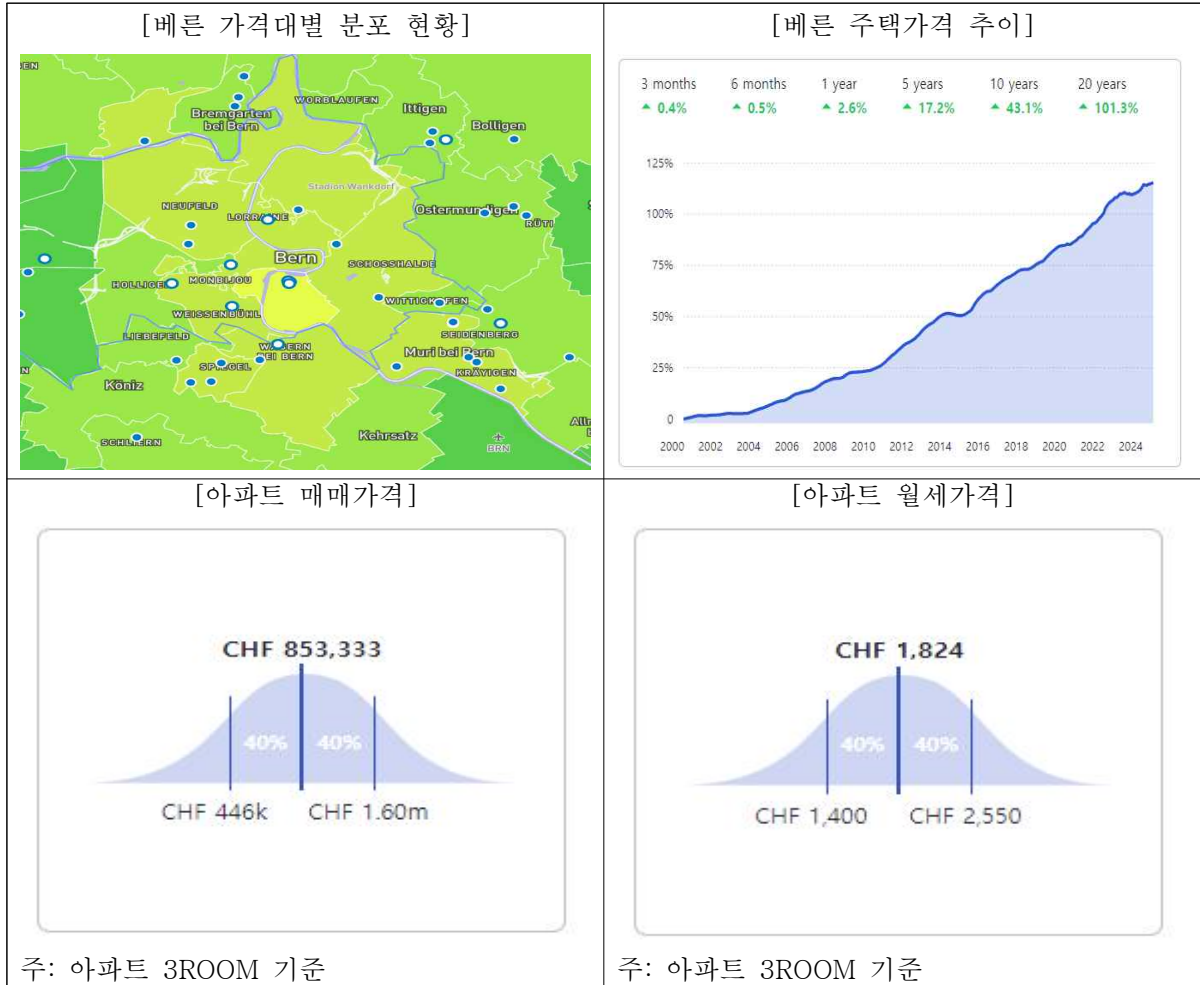 [베른 가격대별 분포 현황]
EN
WORBLAUFEN
Ittigen
Bremgarten
bei Bern
Bolligen
Stadion Wankdorf
NEUFELD
LORRAINE
Ostermundigen
RÜTI
Bern
SCHOSSHALDE
HOLLIGEN
MONBIJOU
WITTIGKOFEN
WEISSENBÜHL
SEIDENBERG
LIEBEFELD
WABERN
BEI BERN
Muri bei Bern
SPIEGEL
KRÄYIGEN
Köniz
SCHLIERN
Kehrsatz
BRN
[베른 주택가격 추이]
3 months 6 months 1 year 5 years 10 years 20 years
▲ 0.4% ▲ 0.5% ▲ 2.6% ▲ 17.2% ▲ 43.1% ▲ 101.3%
125%
100%
75%
50%
25%
0
2000 2002 2004 2006 2008 2010 2012 2014 2016 2018 2020 2022 2024
[아파트 매매가격]
CHF 853,333
40% 40%
CHF 446k CHF 1.60m
주: 아파트 3ROOM 기준
[아파트 월세가격]
CHF 1,824
40% 40%
CHF 1,400 CHF 2,550
주: 아파트 3ROOM 기준